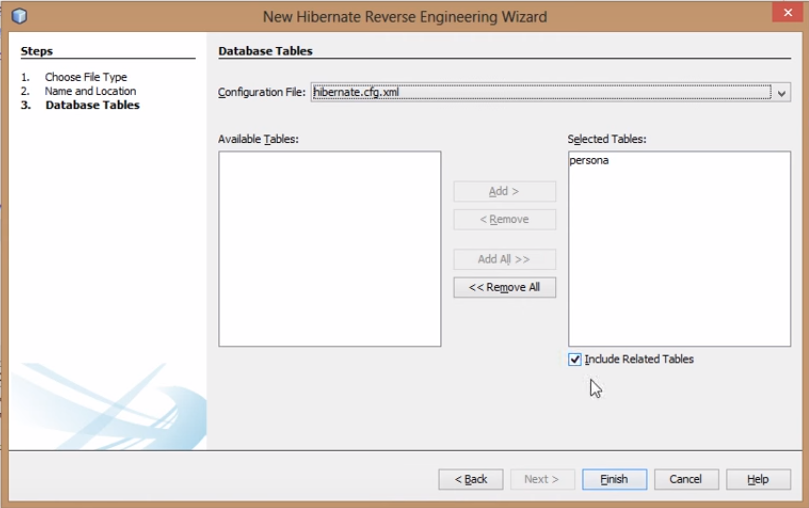 New Hibernate Reverse Engineering Wizard
Steps
1. Choose File Type
2. Name and Location
3. Database Tables
Database Tables
Configuration File: hibernate.cfg.xml
Available Tables:
Selected Tables:
persona
Add >
< Remove
Add All >>
<< Remove All
Include Related Tables
< Back
Next >
Finish
Cancel
Help